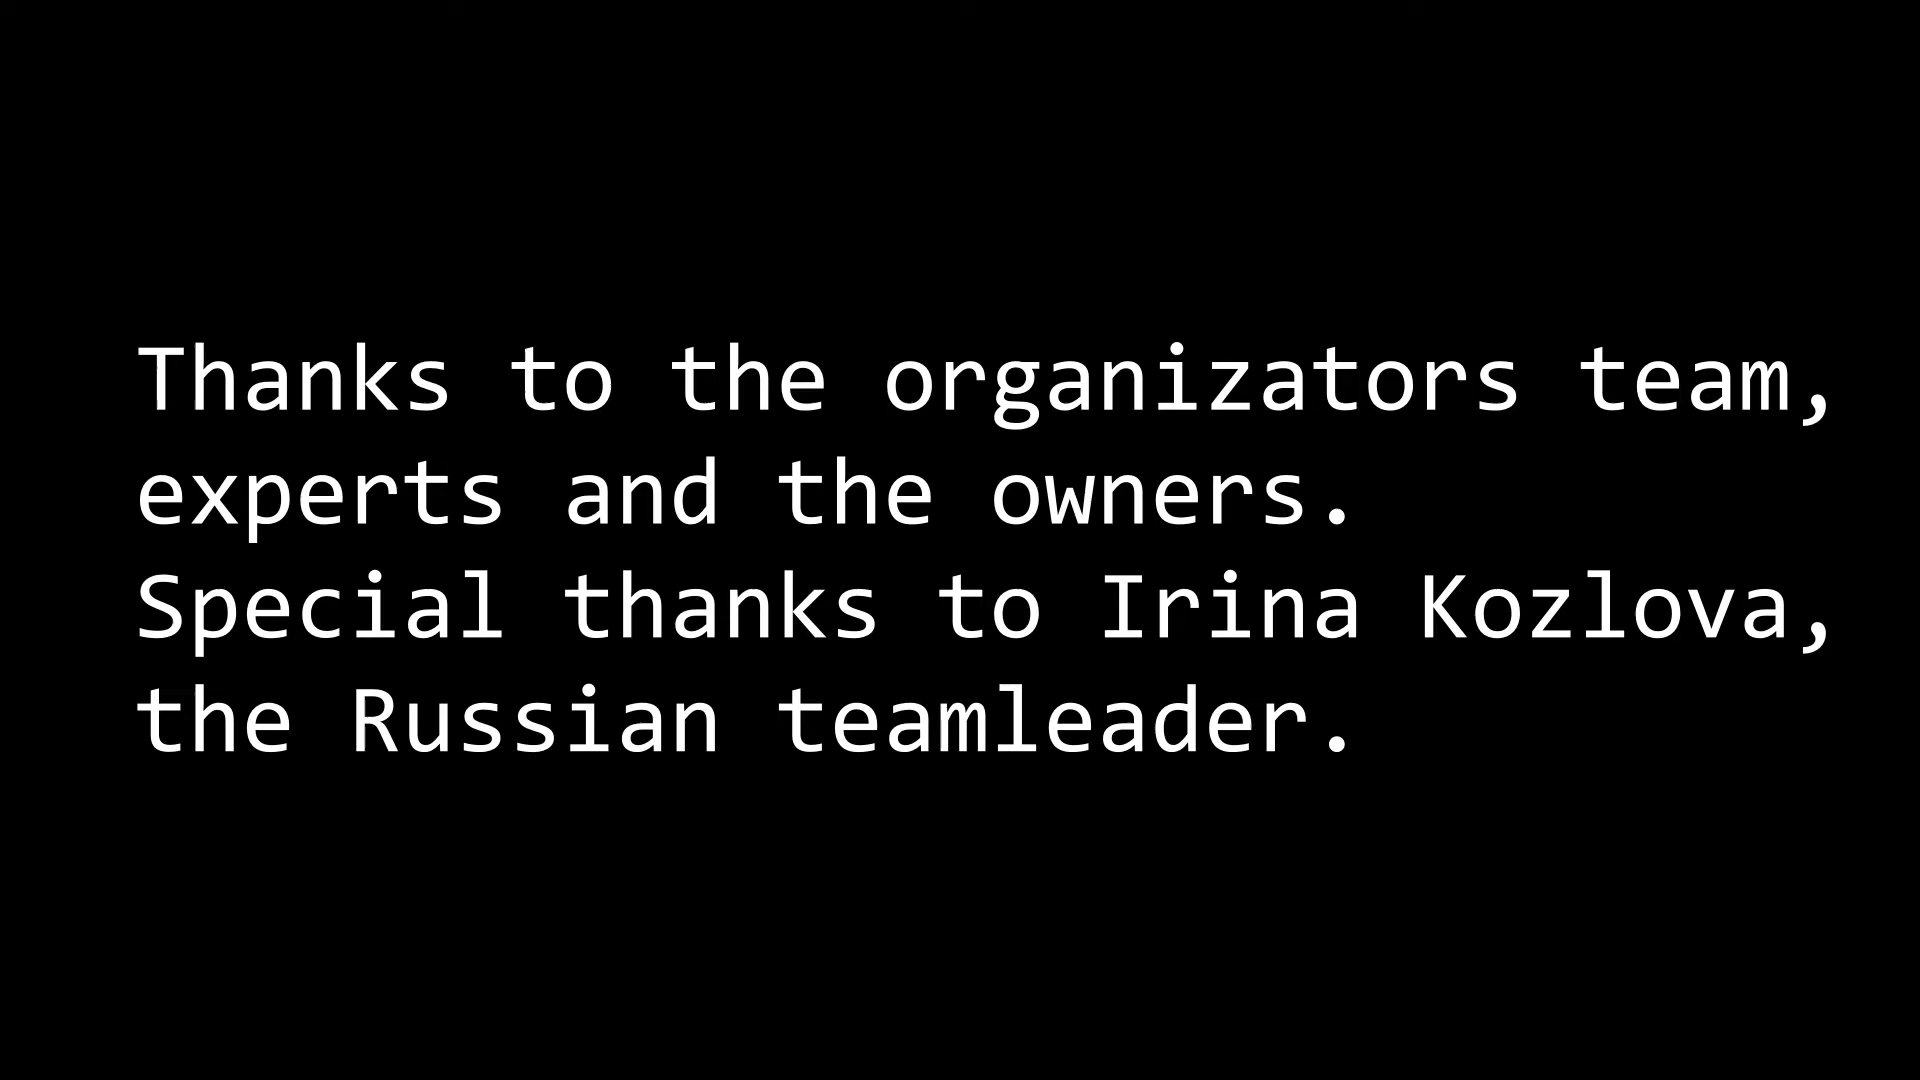 Thanks to the organizators team,
experts and the owners.
Special thanks to Irina Kozlova,
the Russian teamleader.